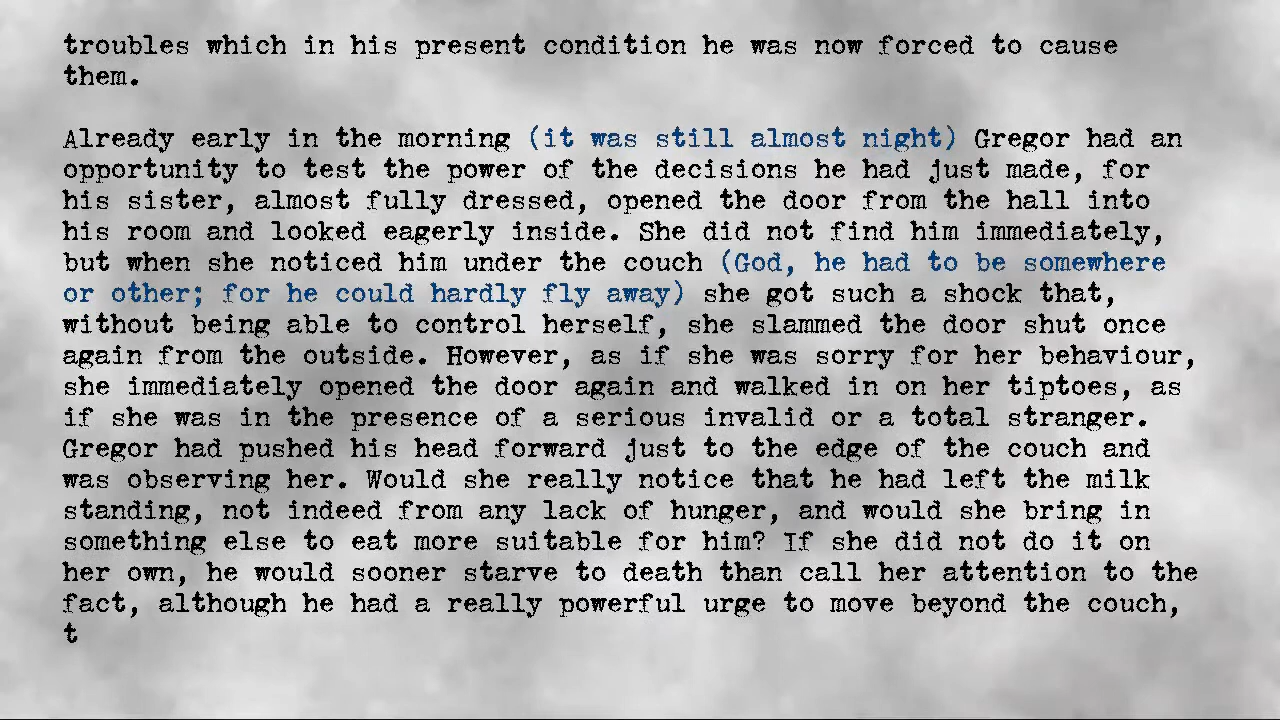 troubles which in his present condition he was now forced to cause
them.
Already early in the morning (it was still almost night) Gregor had an
opportunity to test the power of the decisions he had just made, for
his sister, almost fully dressed, opened the door from the hall into
his room and looked eagerly inside. She did not find him immediately,
but when she noticed him under the couch (God, he had to be somewhere
or other; for he could hardly fly away) she got such a shock that,
without being able to control herself, she slammed the door shut once
again from the outside. However, as if she was sorry for her behaviour,
she immediately opened the door again and walked in on her tiptoes, as
if she was in the presence of a serious invalid or a total stranger.
Gregor had pushed his head forward just to the edge of the couch and
was observing her. Would she really notice that he had left the milk
standing, not indeed from any lack of hunger, and would she bring in
something else to eat more suitable for him? If she did not do it on
her own, he would sooner starve to death than call her attention to the
fact, although he had a really powerful urge to move beyond the couch,
t